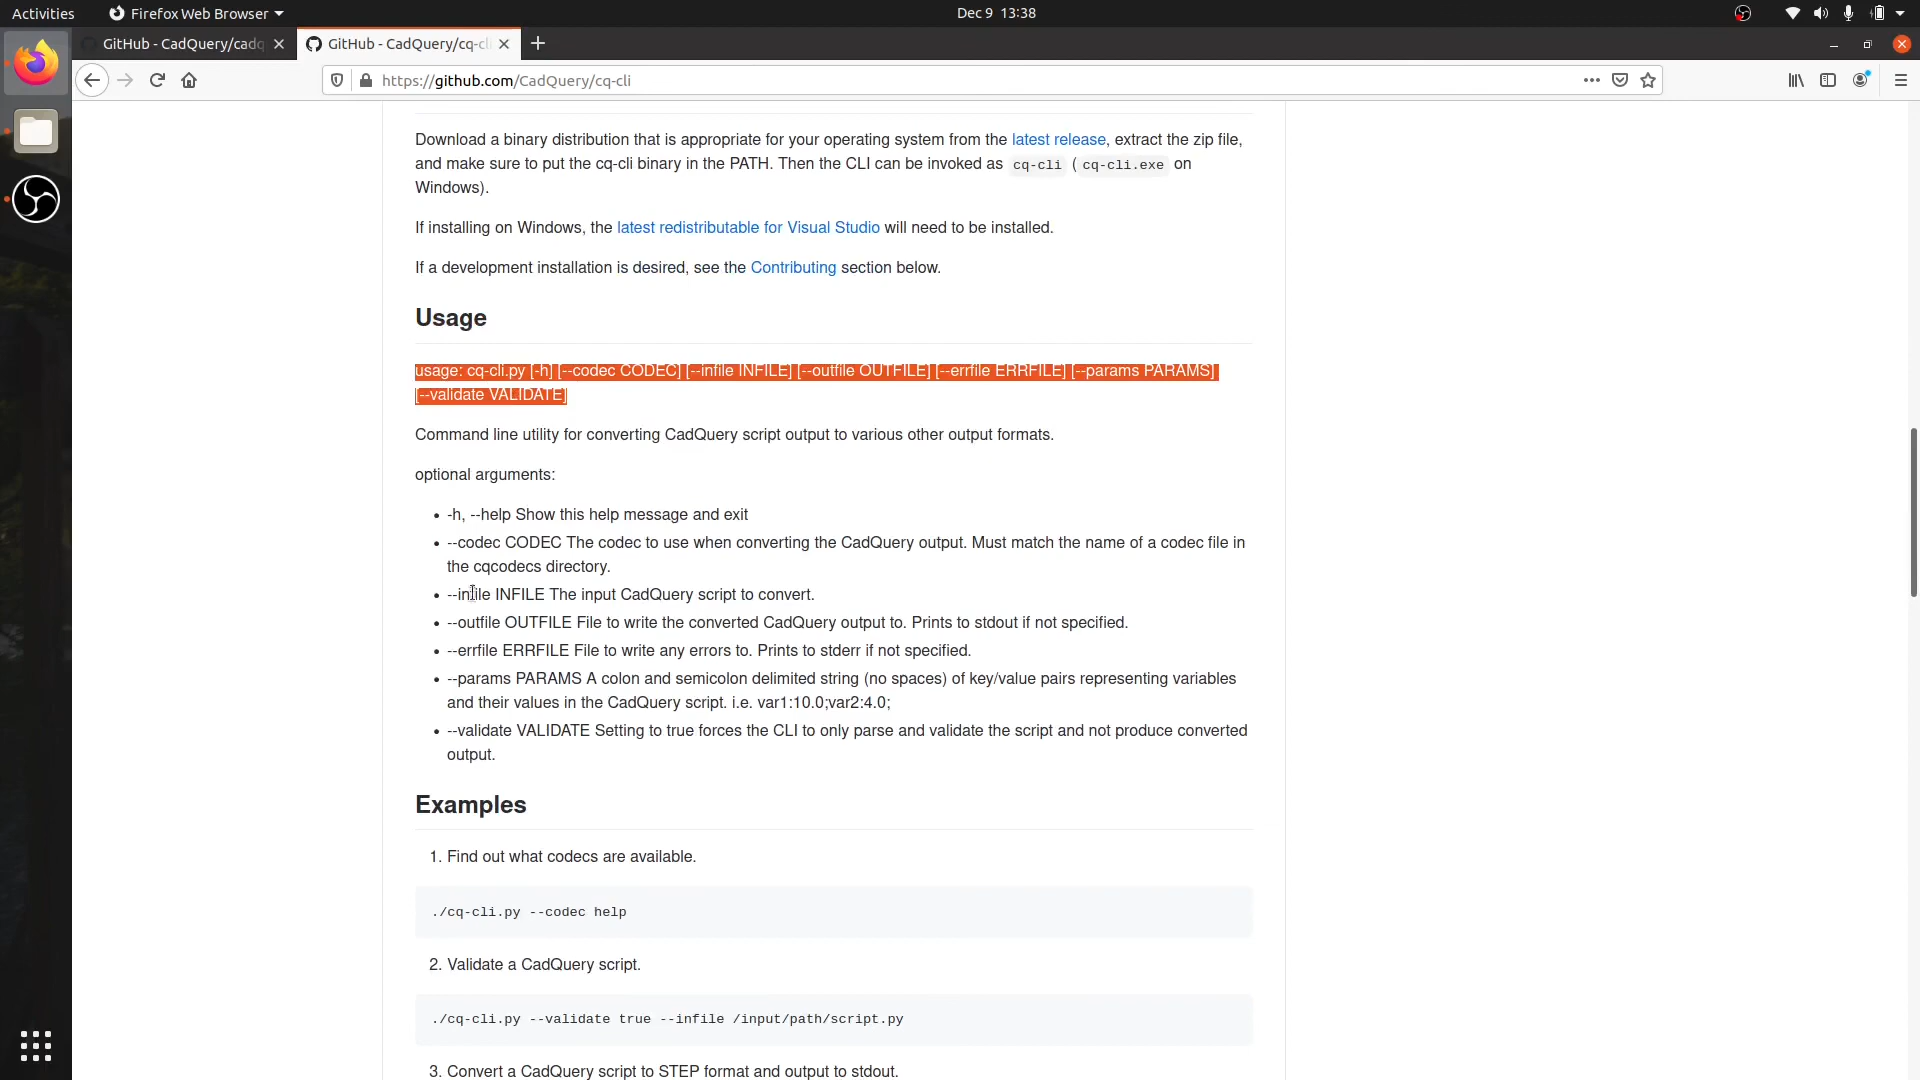 Activities
Firefox Web Browser
Dec 9 13:38
GitHub - CadQuery/cadq
GitHub - CadQuery/cq-cl
https://github.com/CadQuery/cq-cli
Download a binary distribution that is appropriate for your operating system from the latest release, extract the zip file,
and make sure to put the cq-cli binary in the PATH. Then the CLI can be invoked as cq-cli ( cq-cli.exe on
Windows).
If installing on Windows, the latest redistributable for Visual Studio will need to be installed.
If a development installation is desired, see the Contributing section below.
Usage
usage: cq-cli.py [-h] [--codec CODEC] [--infile INFILE] [--outfile OUTFILE] [--errfile ERRFILE] [--params PARAMS]
[--validate VALIDATE]
Command line utility for converting CadQuery script output to various other output formats.
optional arguments:
• -h, --help Show this help message and exit
• --codec CODEC The codec to use when converting the CadQuery output. Must match the name of a codec file in
the cqcodecs directory.
• --infile INFILE The input CadQuery script to convert.
• --outfile OUTFILE File to write the converted CadQuery output to. Prints to stdout if not specified.
• --errfile ERRFILE File to write any errors to. Prints to stderr if not specified.
• --params PARAMS A colon and semicolon delimited string (no spaces) of key/value pairs representing variables
and their values in the CadQuery script. i.e. var1:10.0;var2:4.0;
• --validate VALIDATE Setting to true forces the CLI to only parse and validate the script and not produce converted
output.
Examples
1. Find out what codecs are available.
./cq-cli.py --codec help
2. Validate a CadQuery script.
./cq-cli.py --validate true --infile /input/path/script.py
3. Convert a CadQuery script to STEP format and output to stdout.